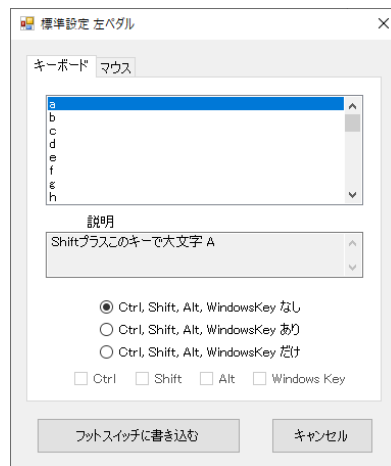 標準設定 左ペダル
キーボード マウス
a
b
c
d
e
f
g
h
説明
Shiftプラスこのキーで大文字 A
Ctrl, Shift, Alt, WindowsKey なし
Ctrl, Shift, Alt, WindowsKey あり
Ctrl, Shift, Alt, WindowsKey だけ
Ctrl Shift Alt Windows Key
フットスイッチに書き込む キャンセル